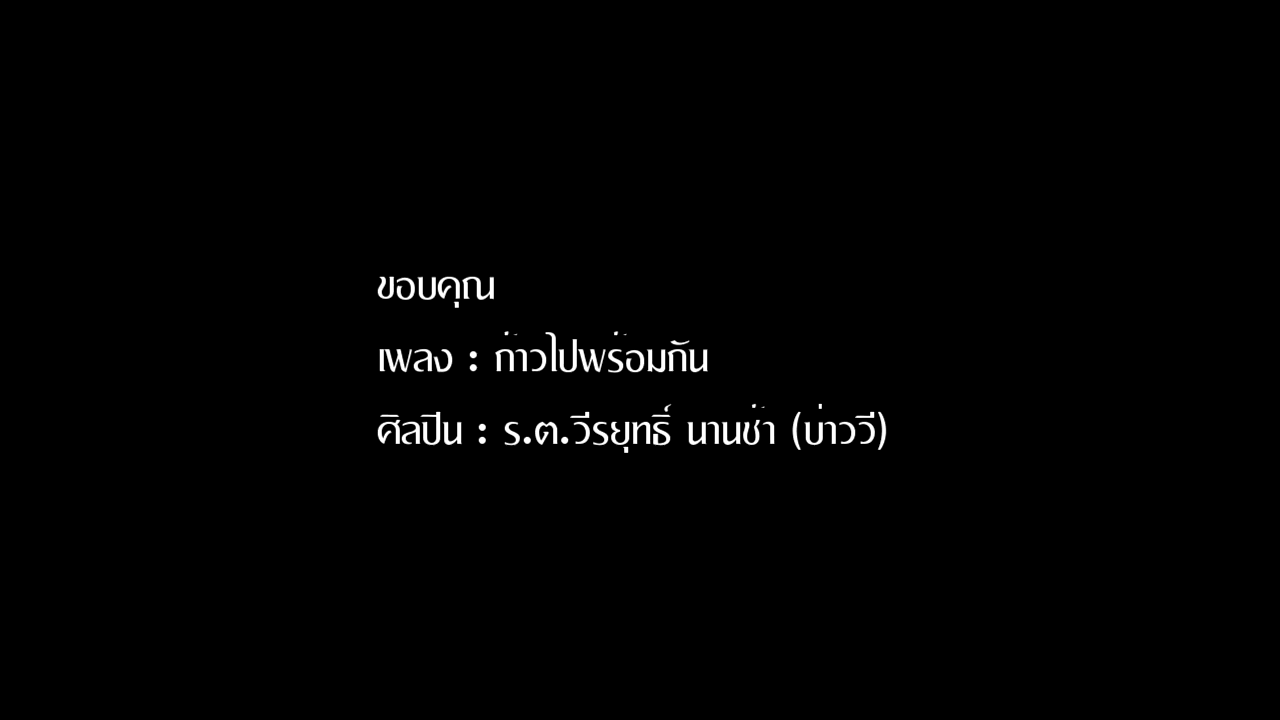 ขอบคุณ
เพลง : ก้าวไปพร้อมกัน
ศิลปิน : ร.ต.วีรยุทธิ์ นานช้า (บ่าววี)